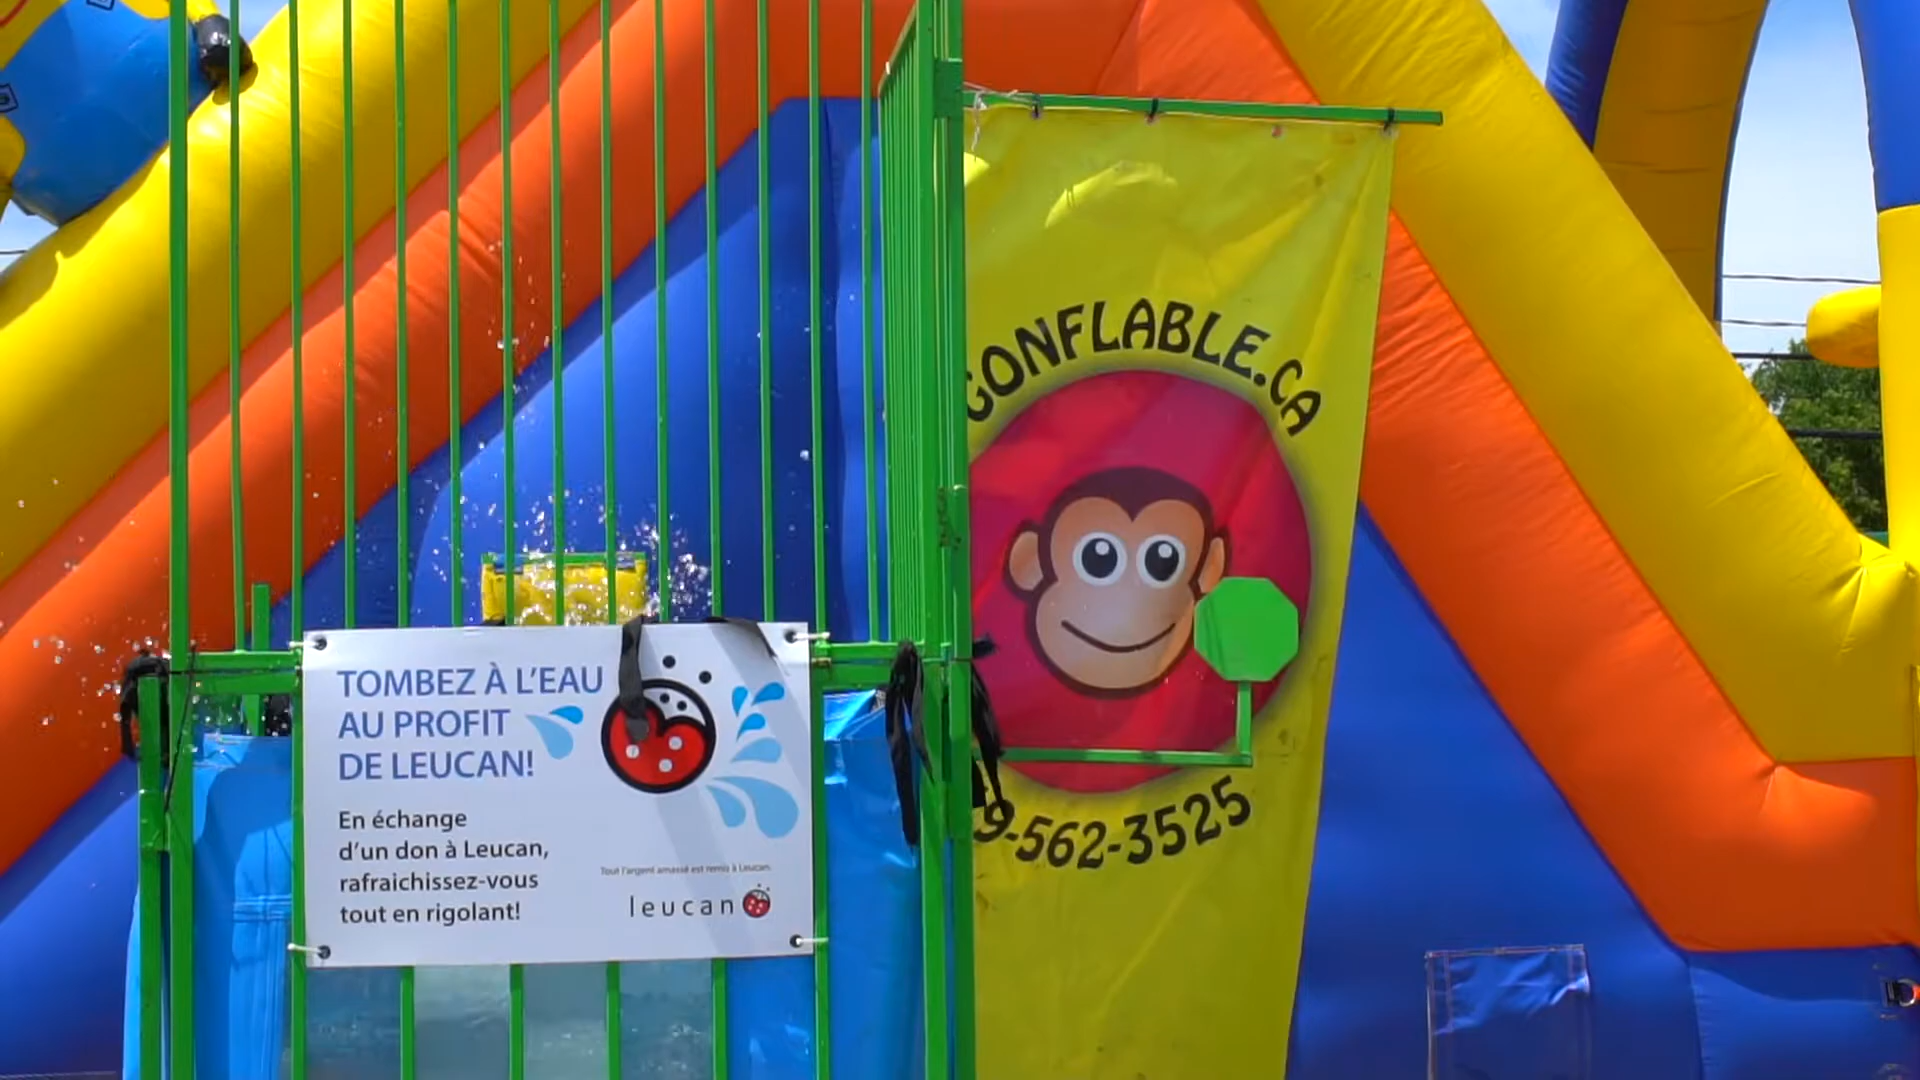 TOMBEZ À L'EAU
AU PROFIT
DE LEUCAN!
En échange
d'un don à Leucan,
rafraichissez-vous
tout en rigolant!
Tout l'argent amassé est remis à Leucan.
leucan
GONFLABLE.CA
9-562-3525